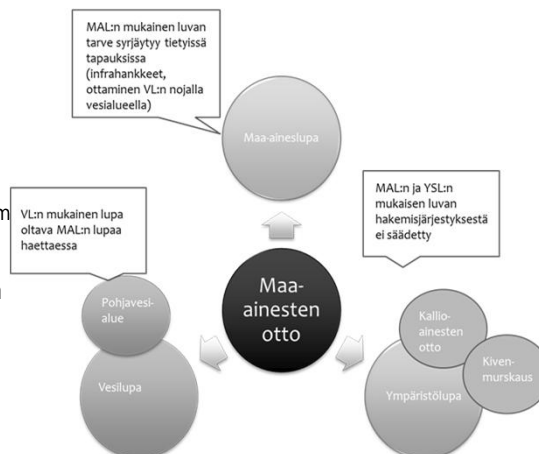 MAL:n mukainen luvan
tarve syrjäytyy tietyissä
tapauksissa
(infrahankkeet,
ottaminen VL:n nojalla
vesialueella)
Maa-aineslupa
MAL:n ja YSL:n
mukaisen luvan
hakemisjärjestyksestä
ei säädetty
VL:n mukainen lupa
oltava MAL:n lupaa
haettaessa
Maa-
ainesten
otto
Pohjavesi-
alue
Vesilupa
Kallio-
ainesten
otto
Kiven-
murskaus
Ympäristölupa